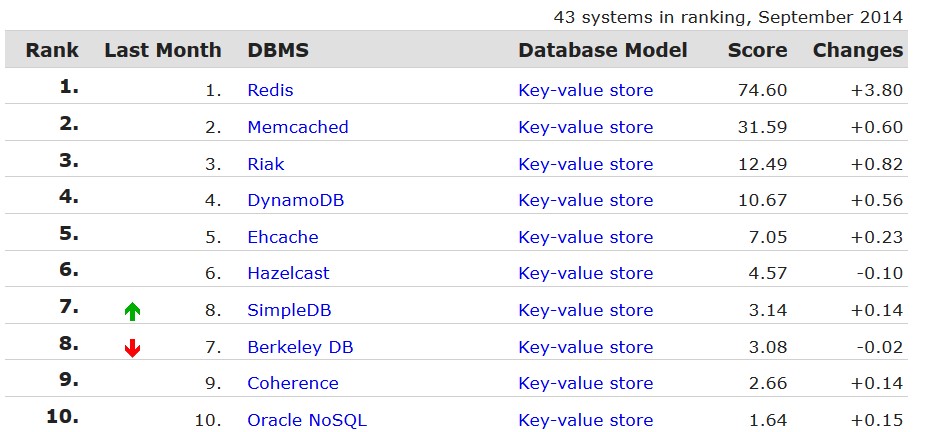 43 systems in ranking, September 2014
Rank Last Month DBMS Database Model Score Changes
1. 1. Redis Key-value store 74.60 +3.80
2. 2. Memcached Key-value store 31.59 +0.60
3. 3. Riak Key-value store 12.49 +0.82
4. 4. DynamoDB Key-value store 10.67 +0.56
5. 5. Ehcache Key-value store 7.05 +0.23
6. 6. Hazelcast Key-value store 4.57 -0.10
7. 8. SimpleDB Key-value store 3.14 +0.14
8. 7. Berkeley DB Key-value store 3.08 -0.02
9. 9. Coherence Key-value store 2.66 +0.14
10. 10. Oracle NoSQL Key-value store 1.64 +0.15